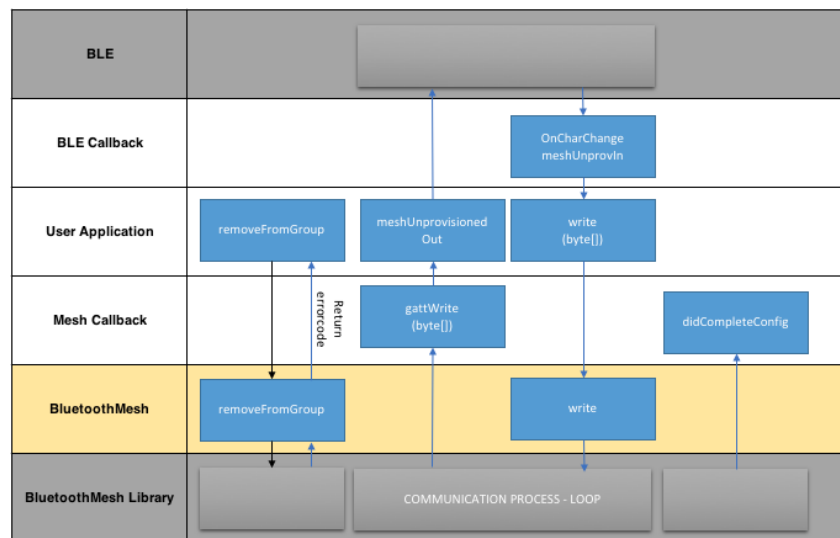 BLE
BLE Callback
OnCharChange
meshUnprovIn
User Application
removeFromGroup
meshUnprovisioned
Out
write
(byte[])
Mesh Callback
Return
errorcode
gattWrite
(byte[])
didCompleteConfig
BluetoothMesh
removeFromGroup
write
BluetoothMesh Library
COMMUNICATION PROCESS - LOOP